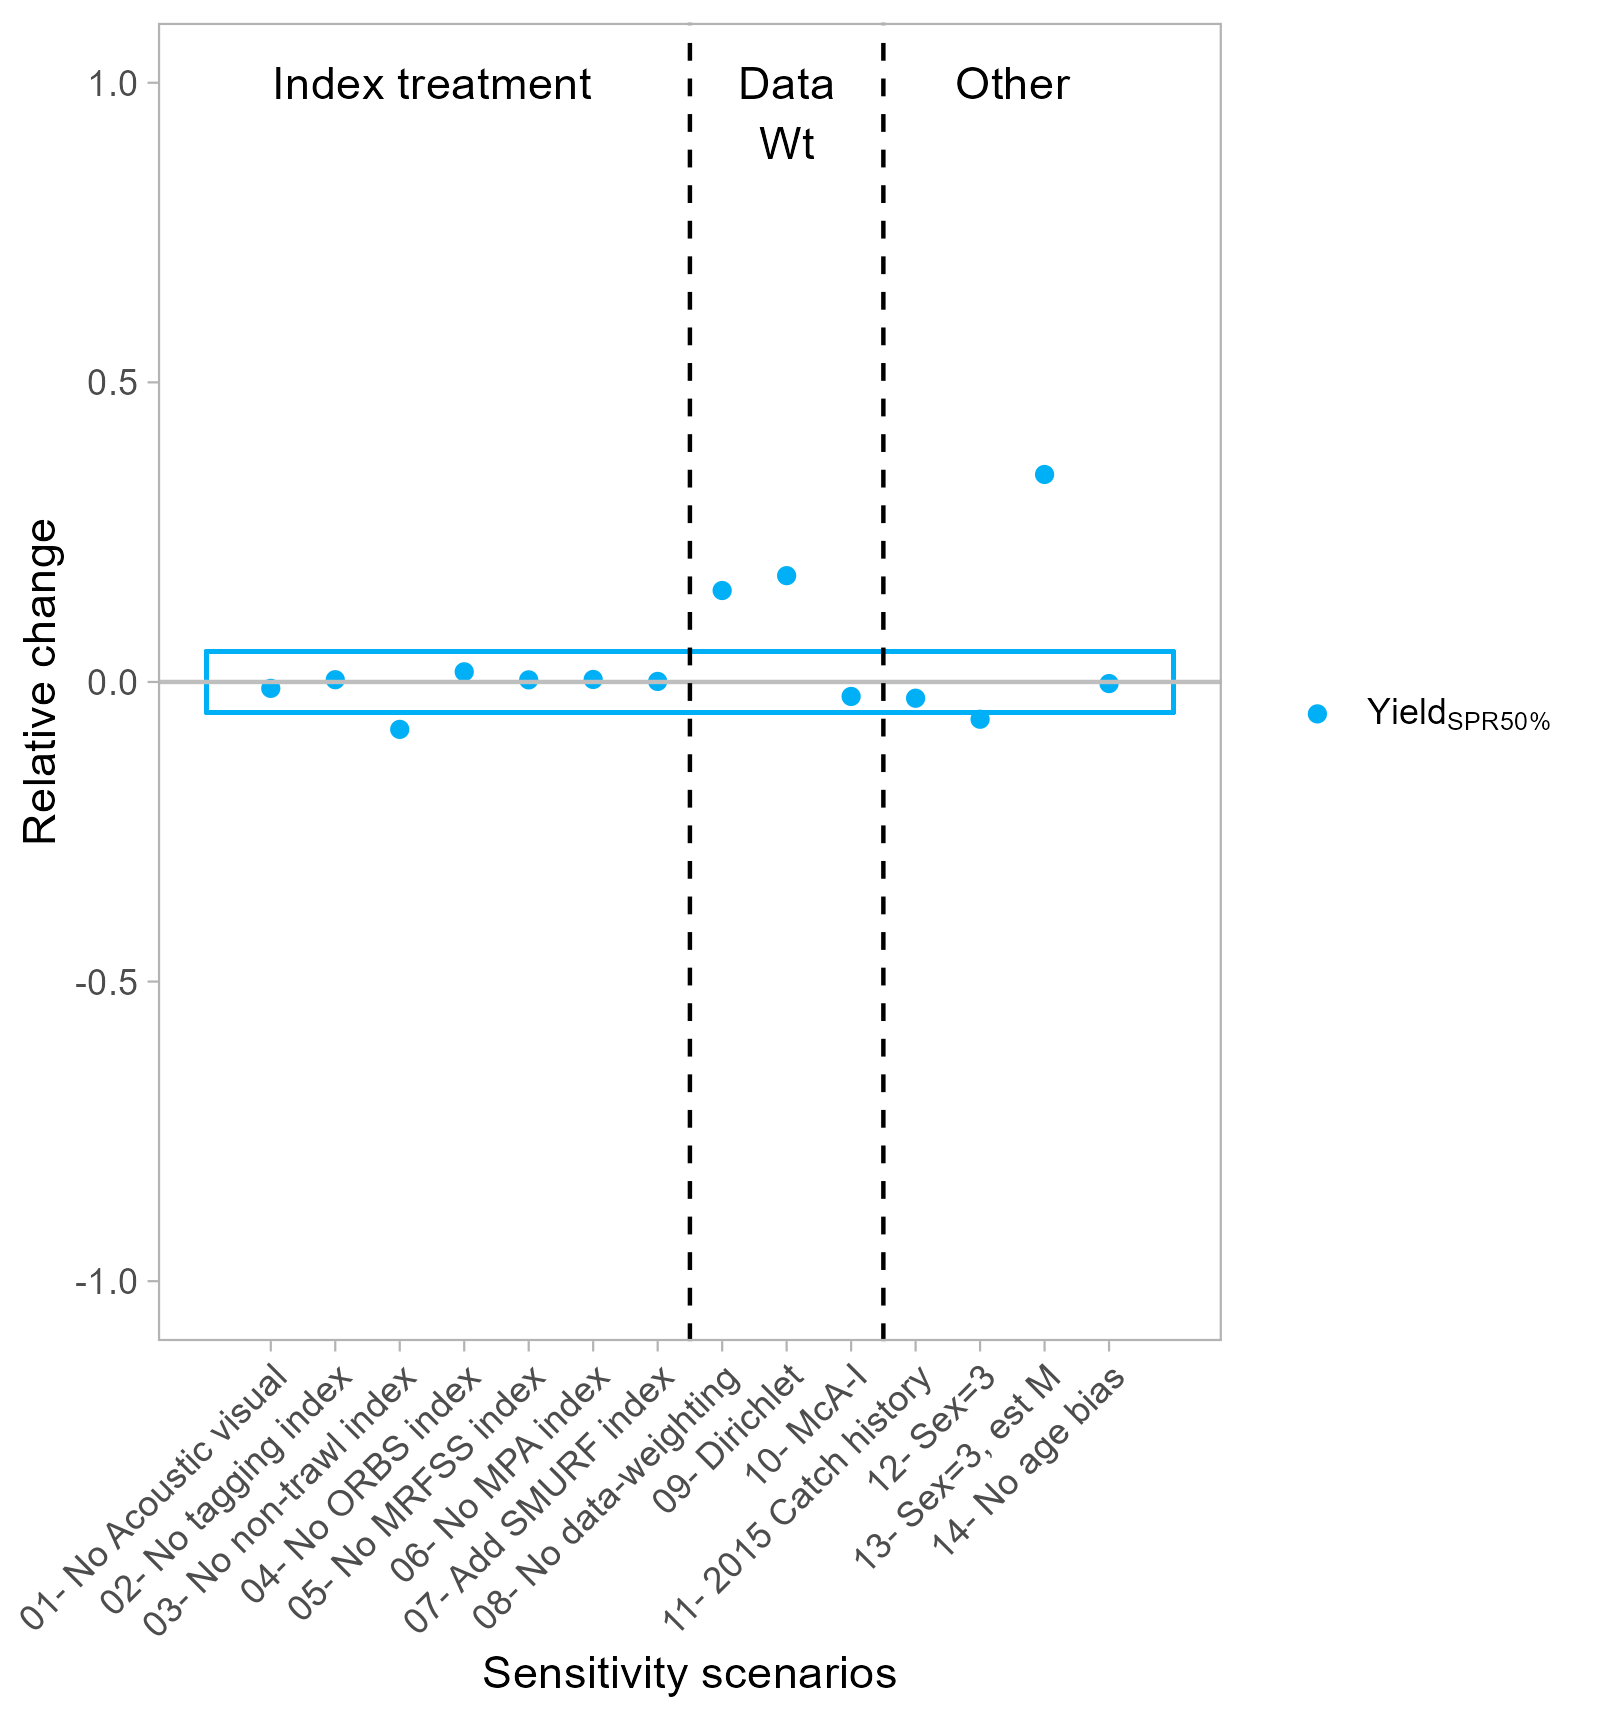 Index treatment
Data
Wt
Other
Relative change
1.0
0.5
0.0
-0.5
-1.0
01- No Acoustic visual
02- No tagging index
03- No non-trawl index
04- No ORBS index
05- No MRFSS index
06- No MPA index
07- Add SMURF index
08- No data-weighting
09- Dirichlet
10- McA-I
11- 2015 Catch history
12- Sex=3
13- Sex=3, est M
14- No age bias
Sensitivity scenarios
YieldSPR50%